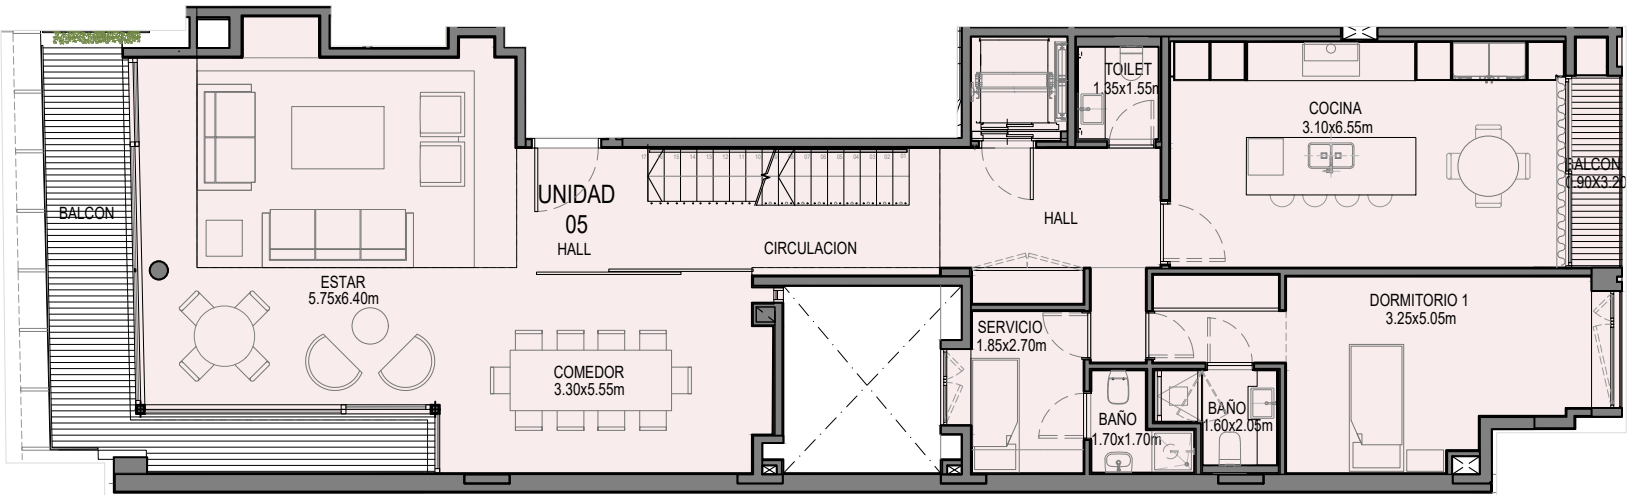 TOILET
1.35x1.55m
COCINA
3.10x6.55m
BALCON
0.90X3.20
BALCON
UNIDAD
05
HALL
CIRCULACION
HALL
ESTAR
5.75x6.40m
DORMITORIO 1
3.25x5.05m
SERVICIO
1.85x2.70m
COMEDOR
3.30x5.55m
BAÑO
1.70x1.70m
BAÑO
1.60x2.05m